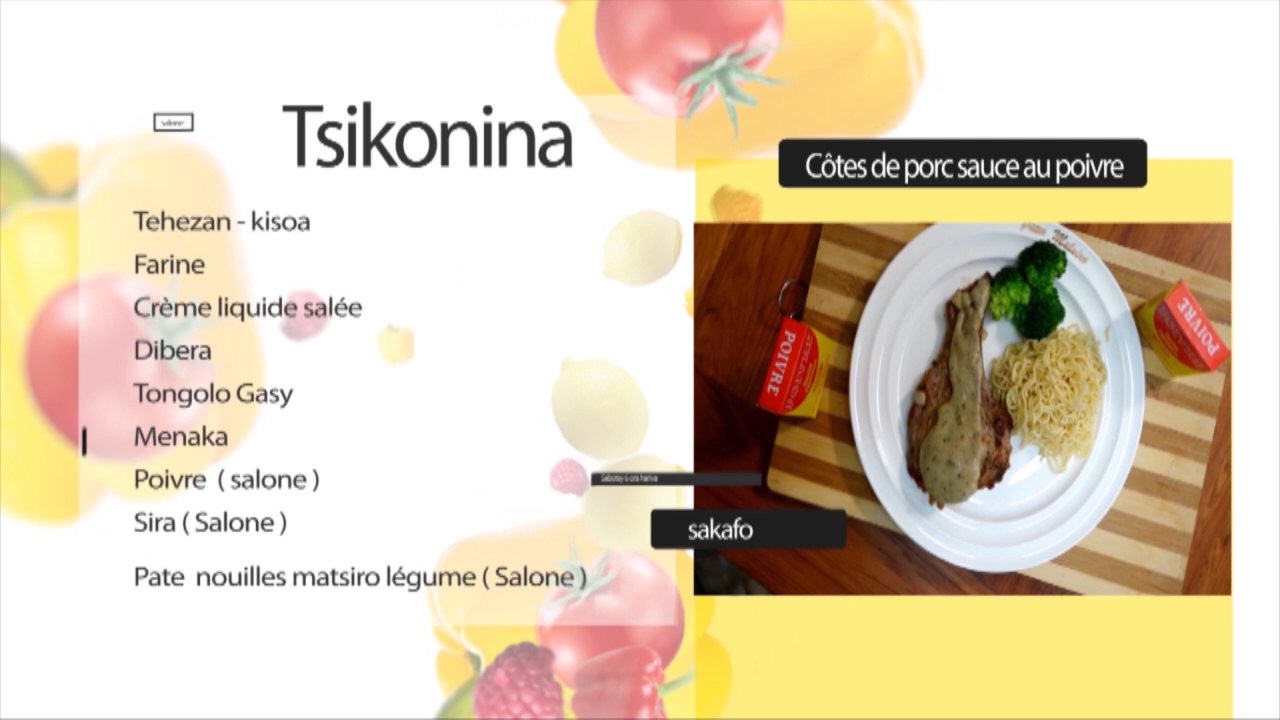 Tsikonina
Tehezan - kisoa
Farine
Crème liquide salée
Dibera
Tongolo Gasy
Menaka
Poivre ( salone )
Sira ( Salone )
Pate nouilles matsiro légume ( Salone )
Côtes de porc sauce au poivre
POIVRE
POIVRE
sakafo